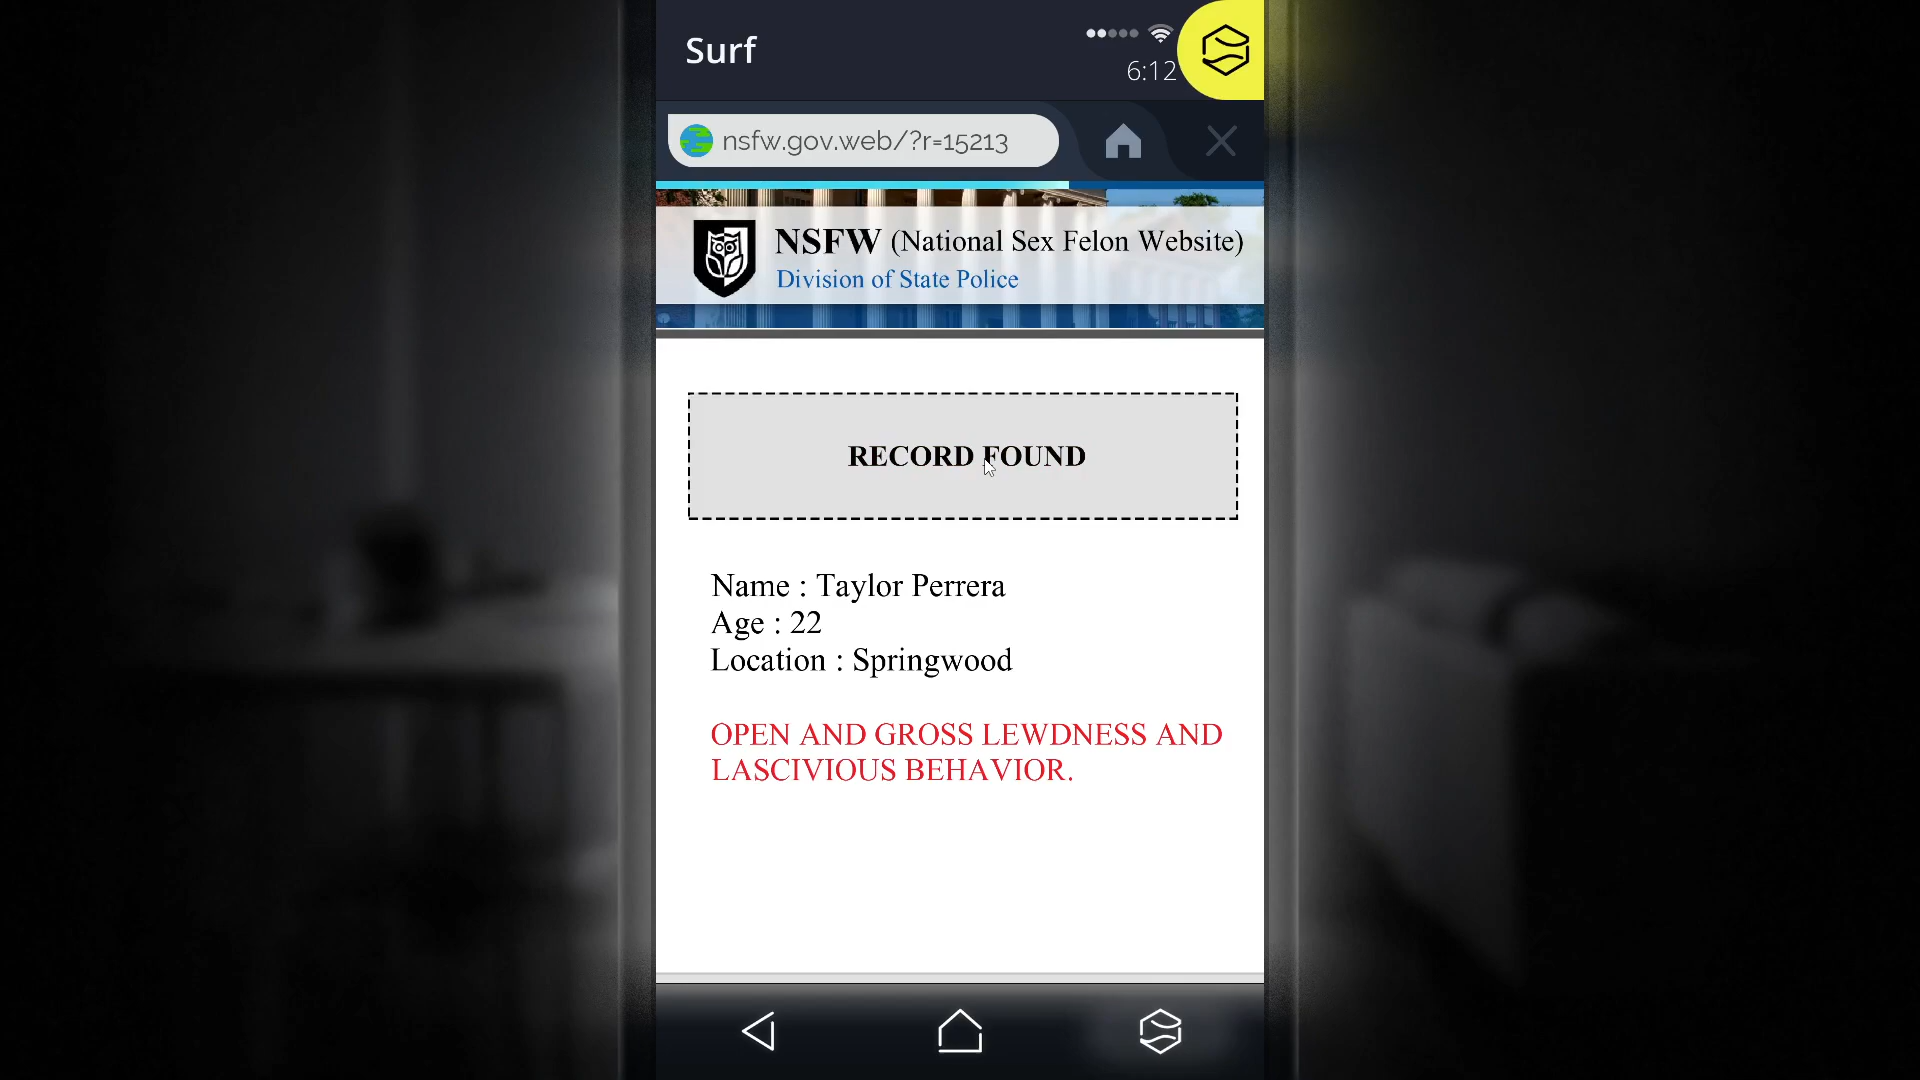 Surf
6:12
nsfw.gov.web/?r=15213
NSFW (National Sex Felon Website)
Division of State Police
RECORD FOUND
Name : Taylor Perrera
Age : 22
Location : Springwood
OPEN AND GROSS LEWDNESS AND
LASCIVIOUS BEHAVIOR.